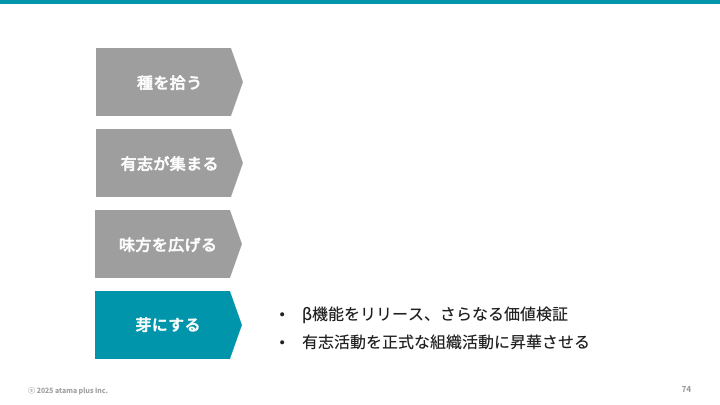 種を拾う
有志が集まる
味方を広げる
芽にする
• β機能をリリース、さらなる価値検証
• 有志活動を正式な組織活動に昇華させる
ⓒ 2025 atama plus Inc.
74